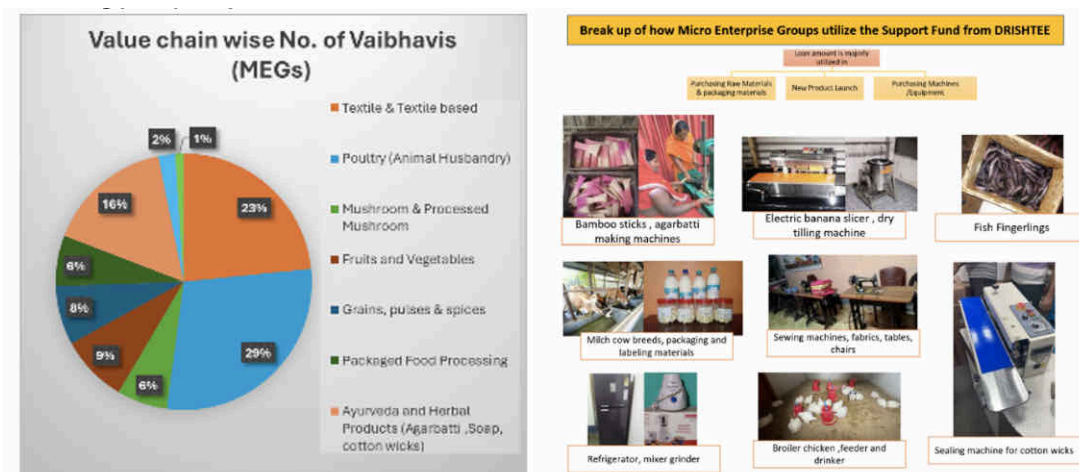 Value chain wise No. of Vaibhavis
(MEGs)
2%
1%
16%
23%
6%
8%
9%
6%
29%
Textile & Textile based
Poultry (Animal Husbandry)
Mushroom & Processed
Mushroom
Fruits and Vegetables
Grains, pulses & spices
Packaged Food Processing
Ayurveda and Herbal
Products (Agarbatti ,Soap,
cotton wicks)
Break up of how Micro Enterprise Groups utilize the Support Fund from DRISHTEE
Loan amount is majorly
utilized in
Purchasing Raw Materials
& packaging materials
New Product Launch
Purchasing Machines
/Equipment
Bamboo sticks , agarbatti
making machines
Electric banana slicer , dry
tilling machine
Fish Fingerlings
Milch cow breeds, packaging and
labeling materials
Sewing machines, fabrics, tables,
chairs
Refrigerator, mixer grinder
Broiler chicken ,feeder and
drinker
Sealing machine for cotton wicks